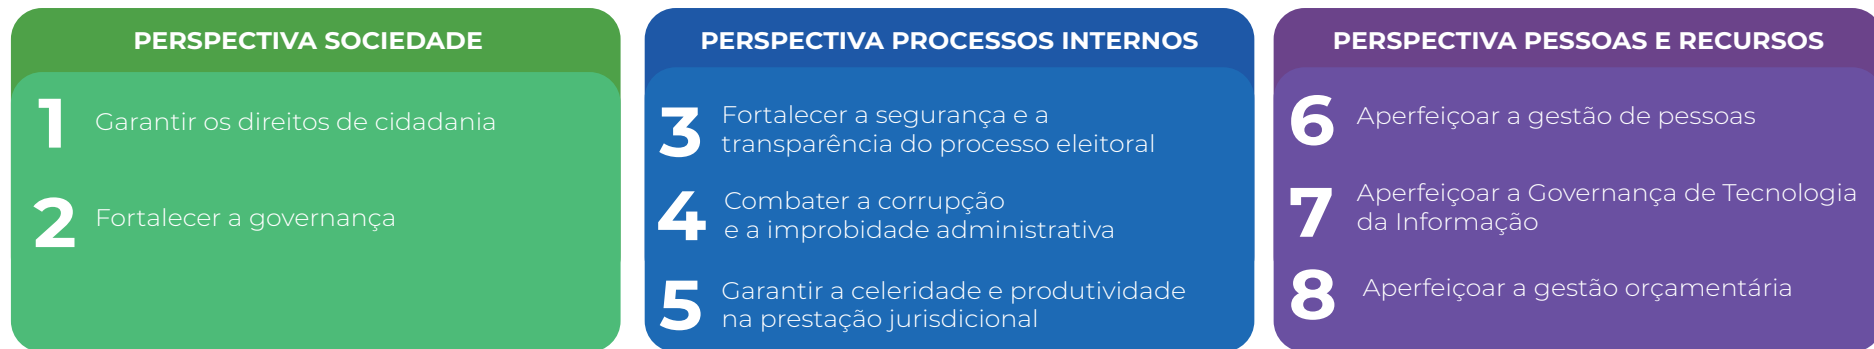 PERSPECTIVA SOCIEDADE
1 Garantir os direitos de cidadania
2 Fortalecer a governança
PERSPECTIVA PROCESSOS INTERNOS
3 Fortalecer a segurança e a
transparência do processo eleitoral
4 Combater a corrupção
e a improbidade administrativa
5 Garantir a celeridade e produtividade
na prestação jurisdicional
PERSPECTIVA PESSOAS E RECURSOS
6 Aperfeiçoar a gestão de pessoas
7 Aperfeiçoar a Governança de Tecnologia
da Informação
8 Aperfeiçoar a gestão orçamentária